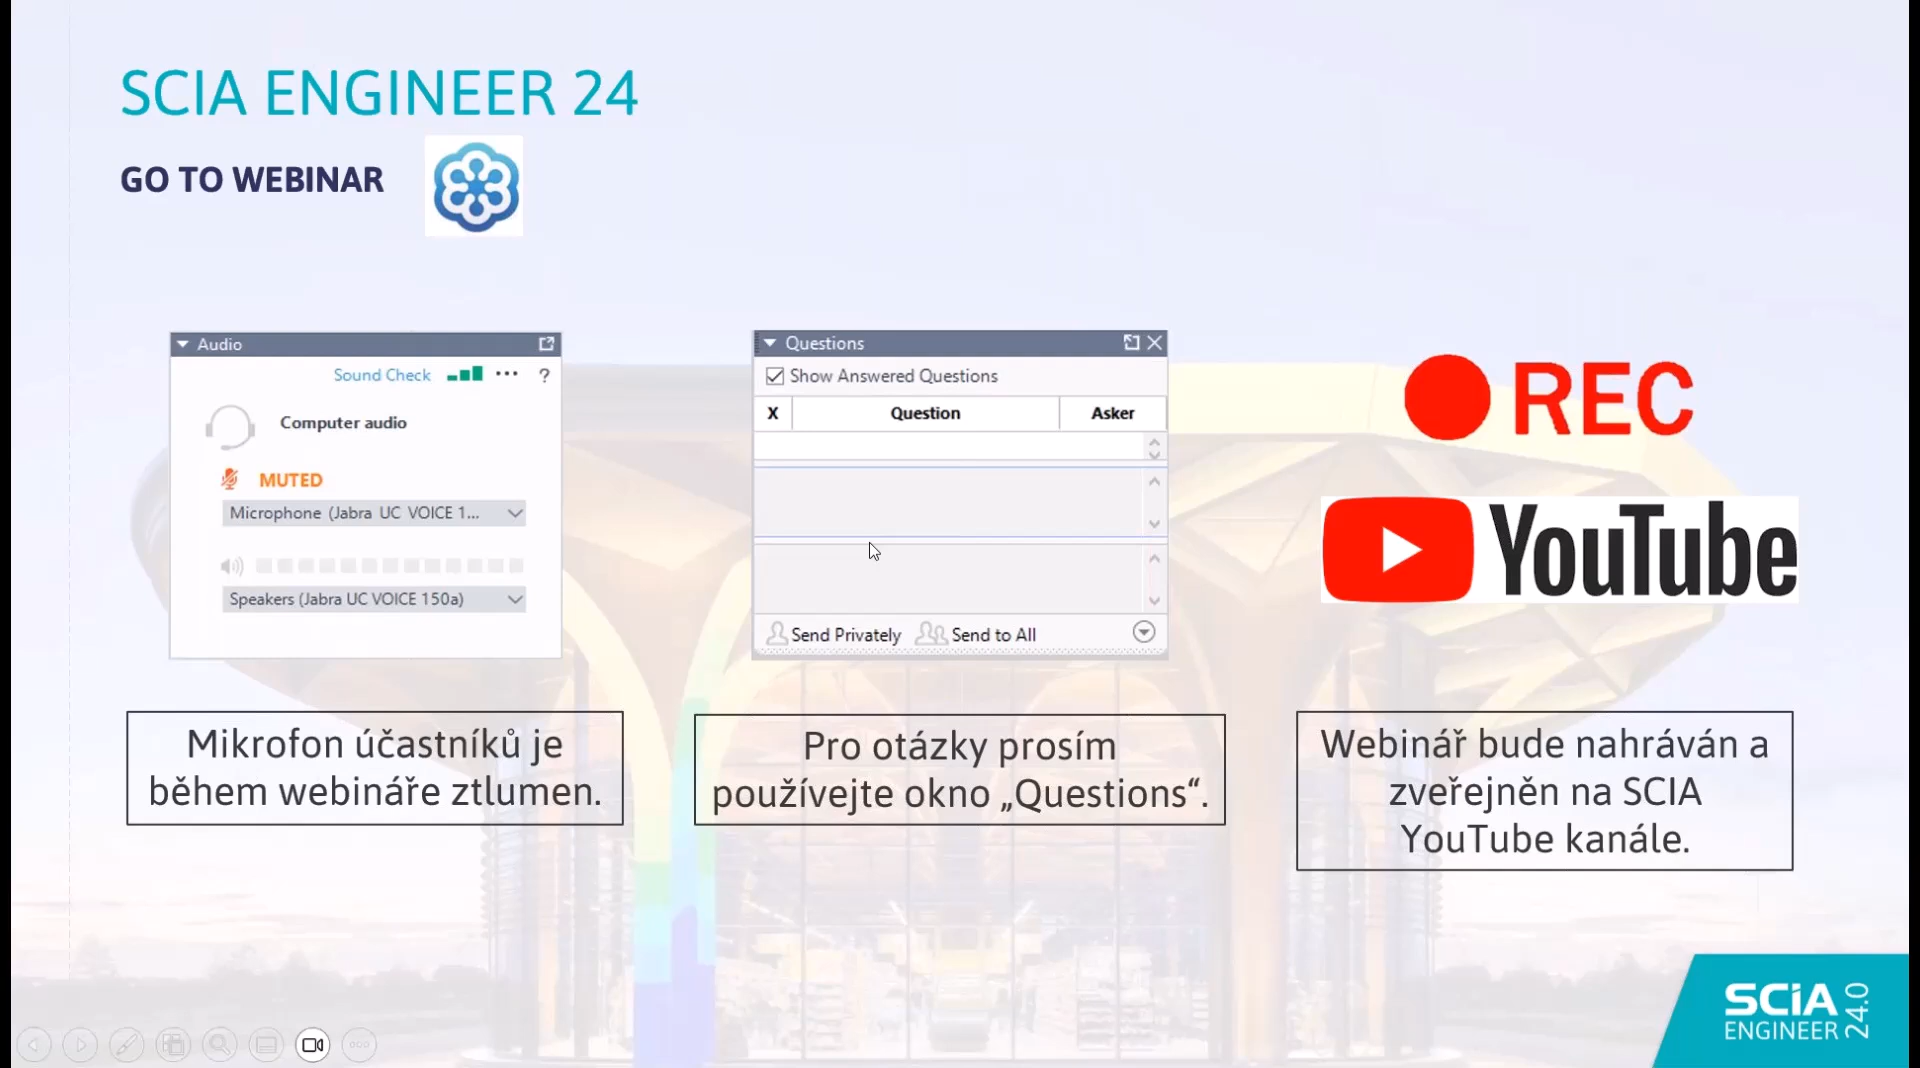 SCIA ENGINEER 24
GO TO WEBINAR
Audio
Sound Check
?
Computer audio
MUTED
Microphone (Jabra UC VOICE 1...
Speakers (Jabra UC VOICE 150a)
Mikrofon účastníků je
během webináře ztlumen.
Questions
Show Answered Questions
X Question Asker
Send Privately Send to All
Pro otázky prosím
používejte okno „Questions“.
REC
YouTube
Webinář bude nahráván a
zveřejněn na SCIA
YouTube kanále.
SCiA
ENGINEER
24.0